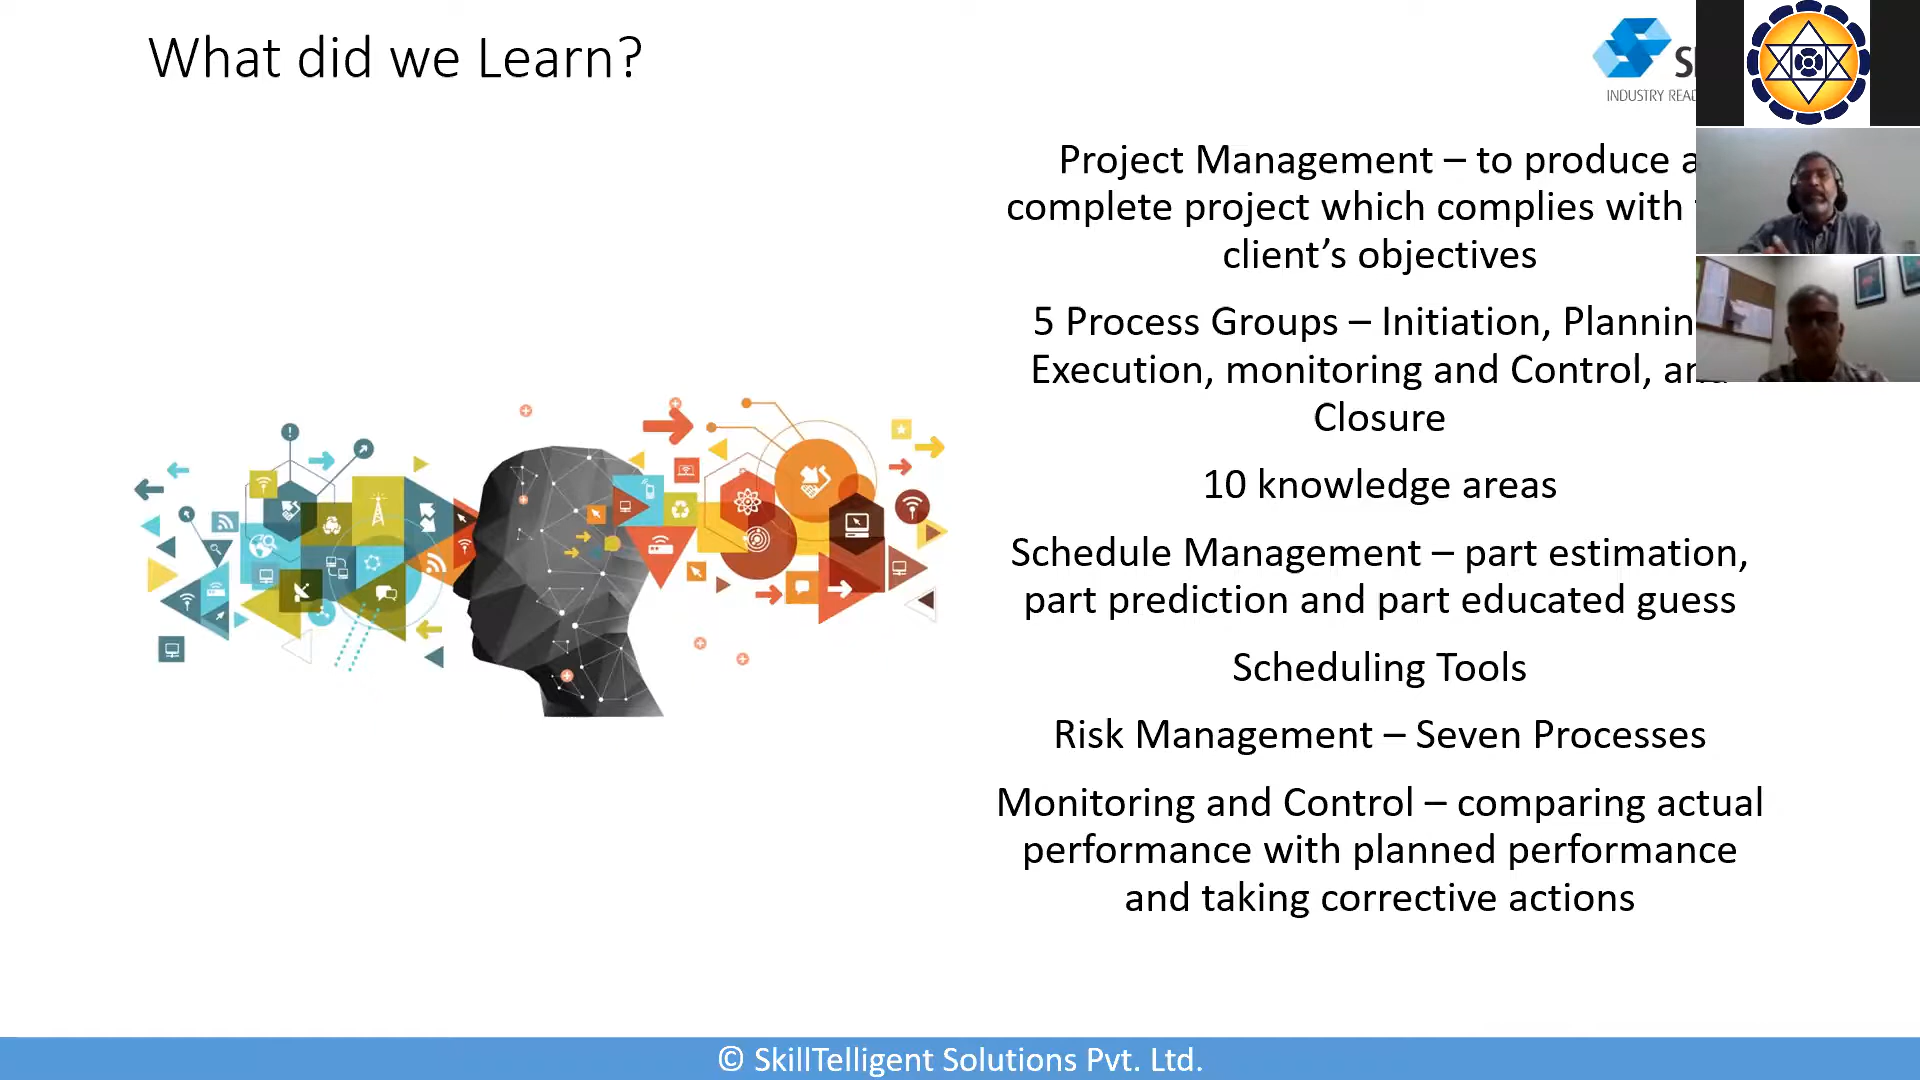 What did we Learn?
INDUSTRY
Project Management – to produce a
complete project which complies with
client’s objectives
5 Process Groups – Initiation,
Execution, monitoring and Control,
Closure
10 knowledge areas
Schedule Management – part estimation,
part prediction and part educated guess
Scheduling Tools
Risk Management – Seven Processes
Monitoring and Control – comparing actual
performance with planned performance
and taking corrective actions
© SkillTelligent Solutions Pvt. Ltd.